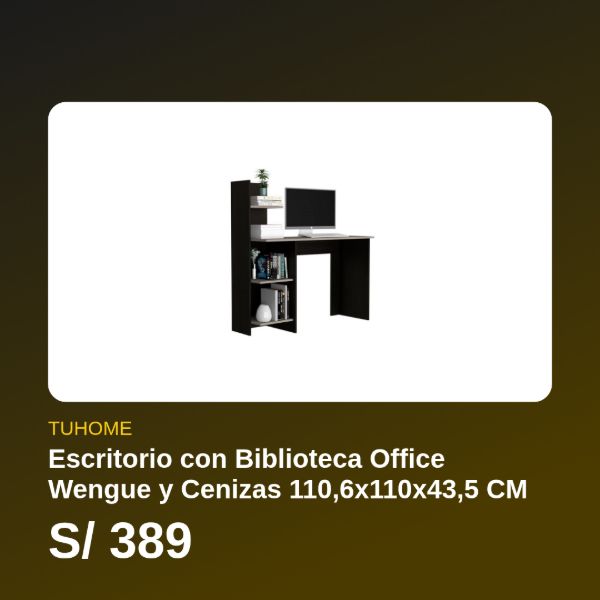 TUHOME
Escritorio con Biblioteca Office
Wengue y Cenizas 110,6x110x43,5 CM
S/ 389